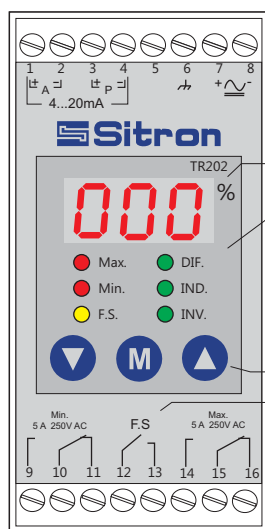 1 2 3 4 5 6 7 8
+ A + P + ~
4...20mA
Sitron
TR202
000 %
Max. DIF.
Min. IND.
F.S. INV.
M
Min. F.S Max.
5 A 250V AC 5 A 250V AC
9 10 11 12 13 14 15 16